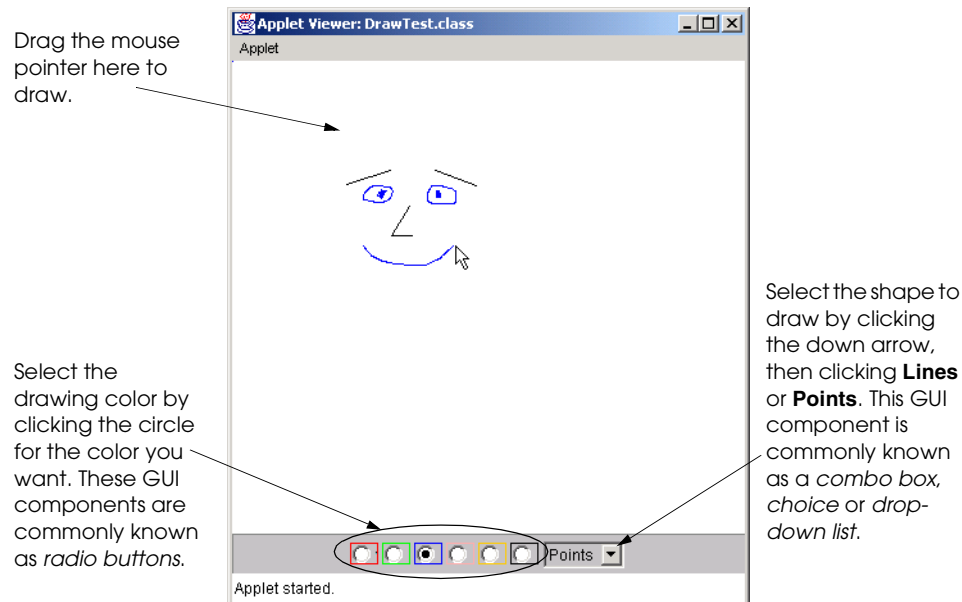 Applet Viewer: DrawTest.class
Applet
Drag the mouse
pointer here to
draw.
Select the shape to
draw by clicking
the down arrow,
then clicking Lines
or Points. This GUI
component is
commonly known
as a combo box,
choice or drop-
down list.
Select the
drawing color by
clicking the circle
for the color you
want. These GUI
components are
commonly known
as radio buttons.
Points
Applet started.